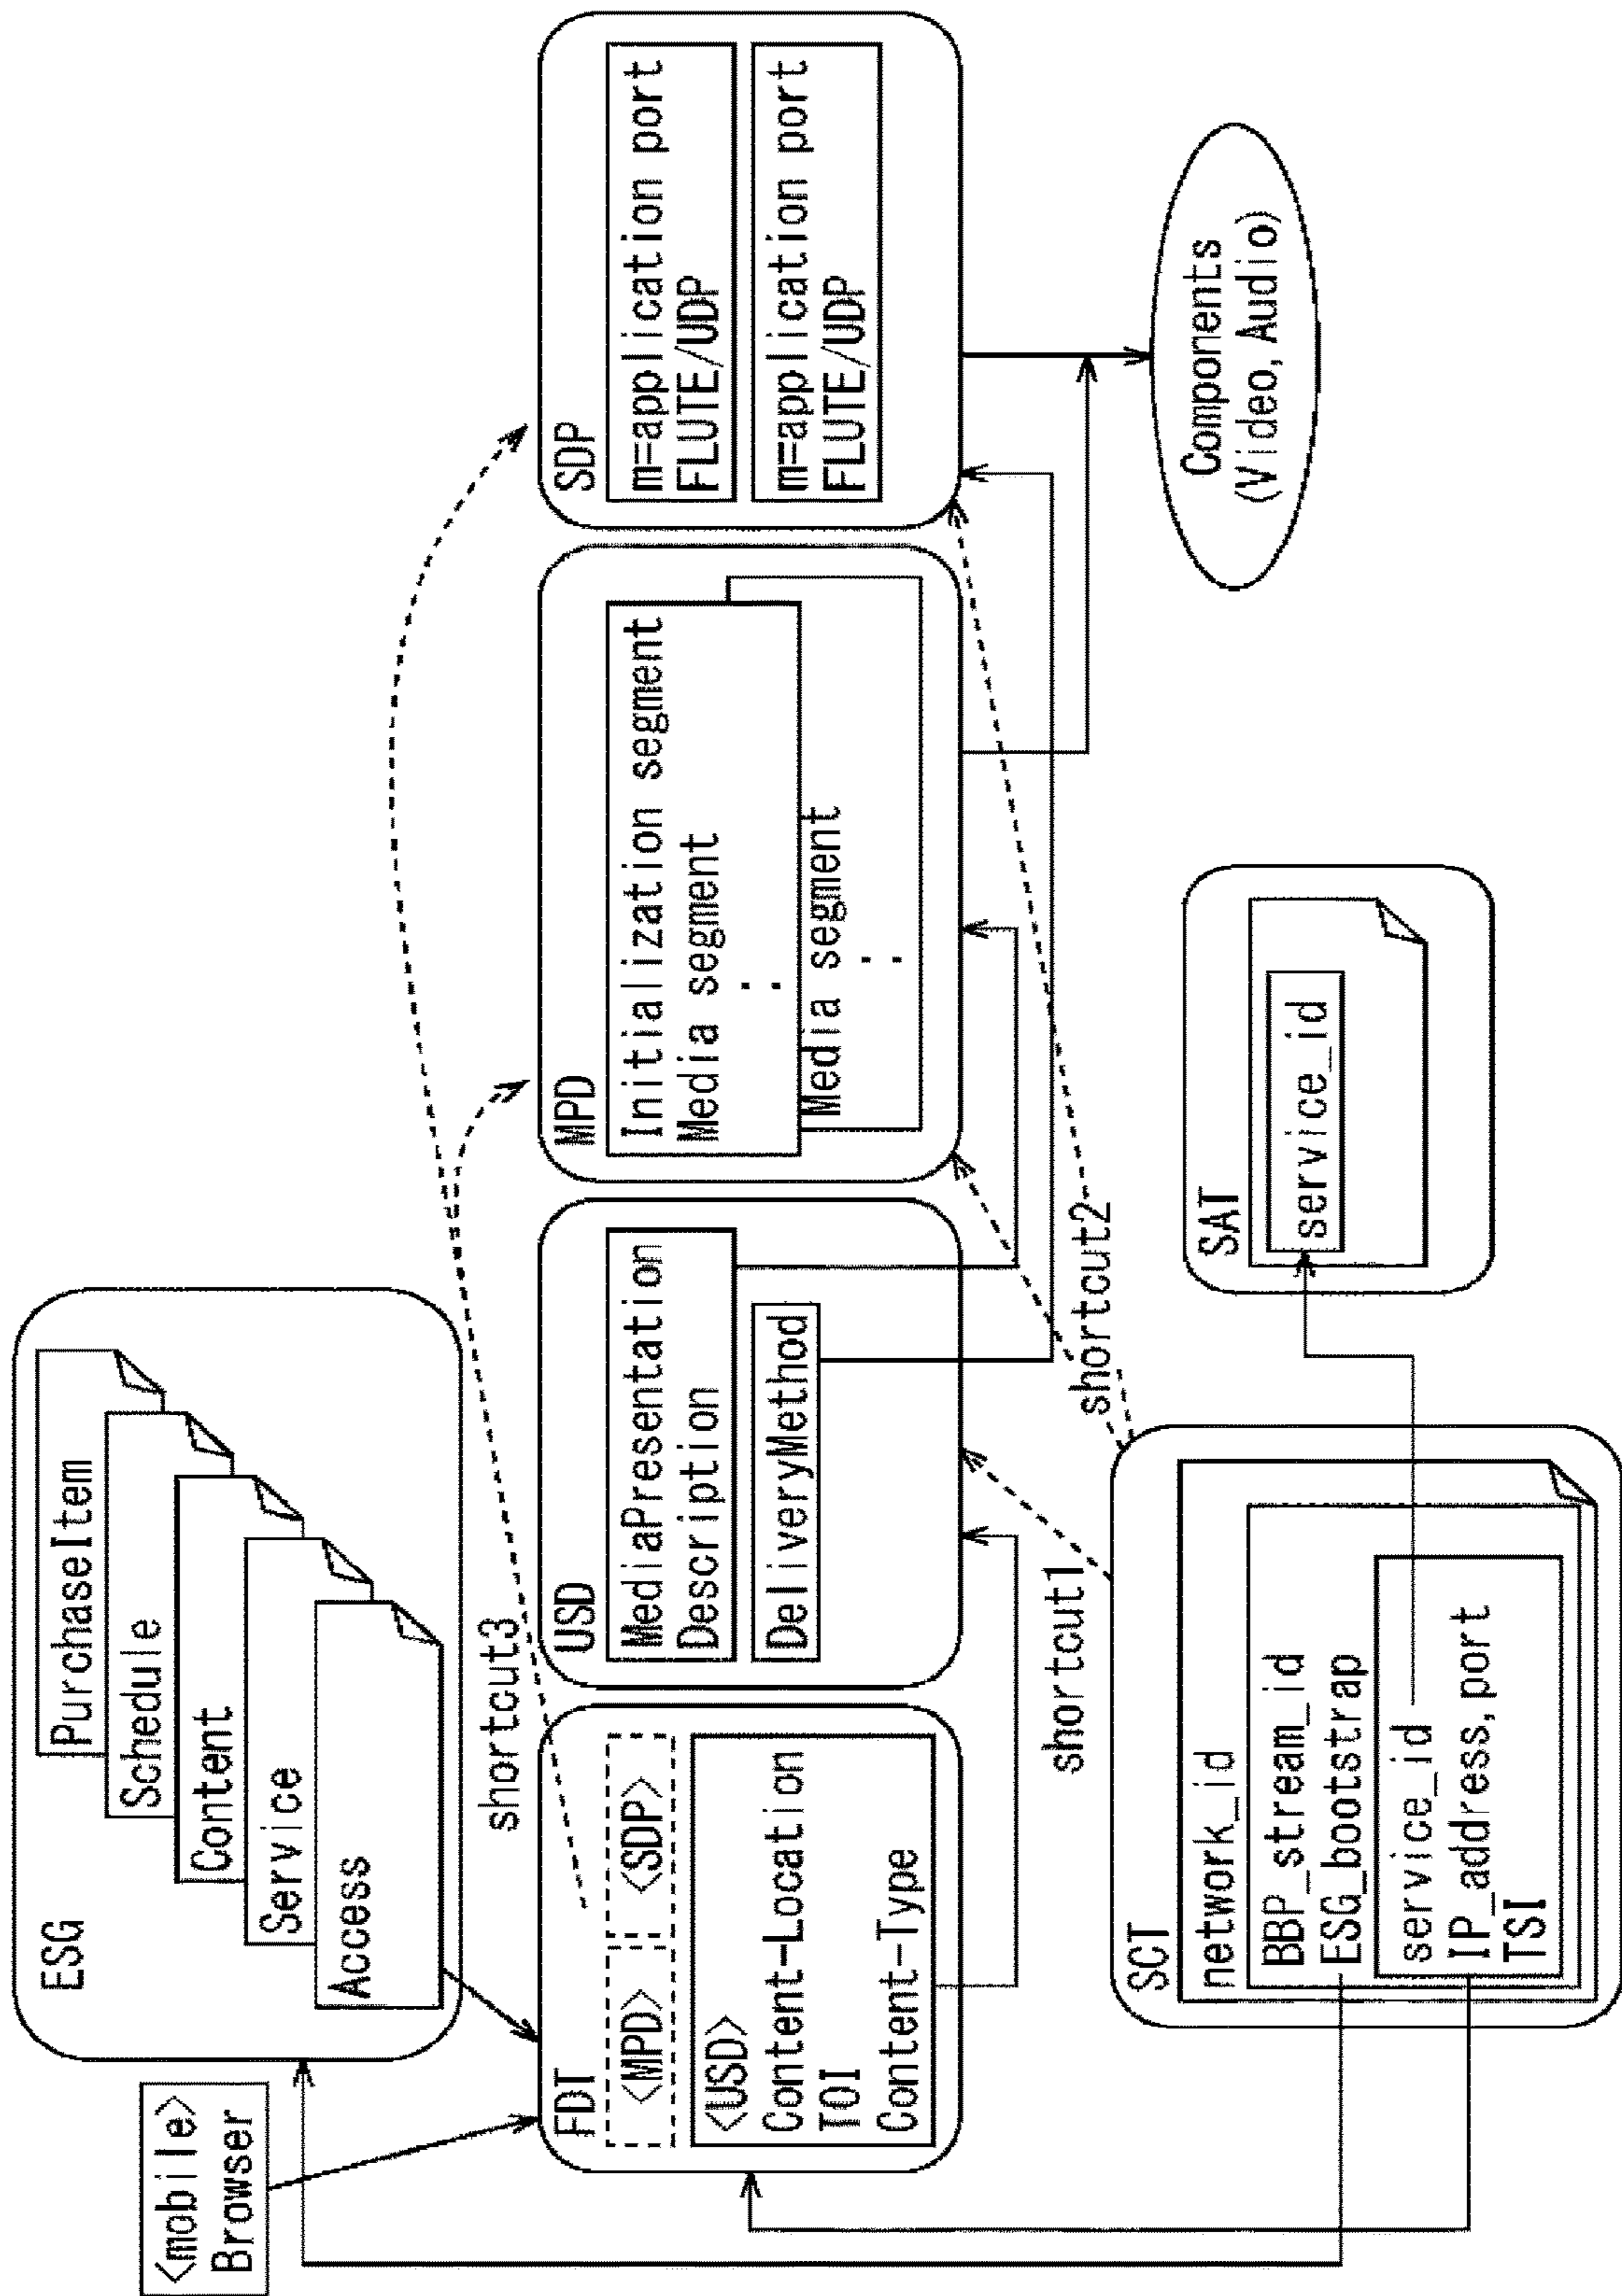 <mobile>
Browser
ESG
PurchaseItem
Schedule
Content
Service
Access
shortcut3
FDT
<MPD>
<SDP>
<USD>
Content-Location
TOI
Content-Type
USD
MediaPresentation
Description
DeliveryMethod
MPD
Initialization segment
Media segment
:
Media segment
:
SDP
m=application port
FLUTE/UDP
m=application port
FLUTE/UDP
shortcut1
shortcut2
SCT
network_id
BBP_stream_id
ESG_bootstrap
service_id
IP_address,port
TSI
SAT
service_id
Components
(Video, Audio)